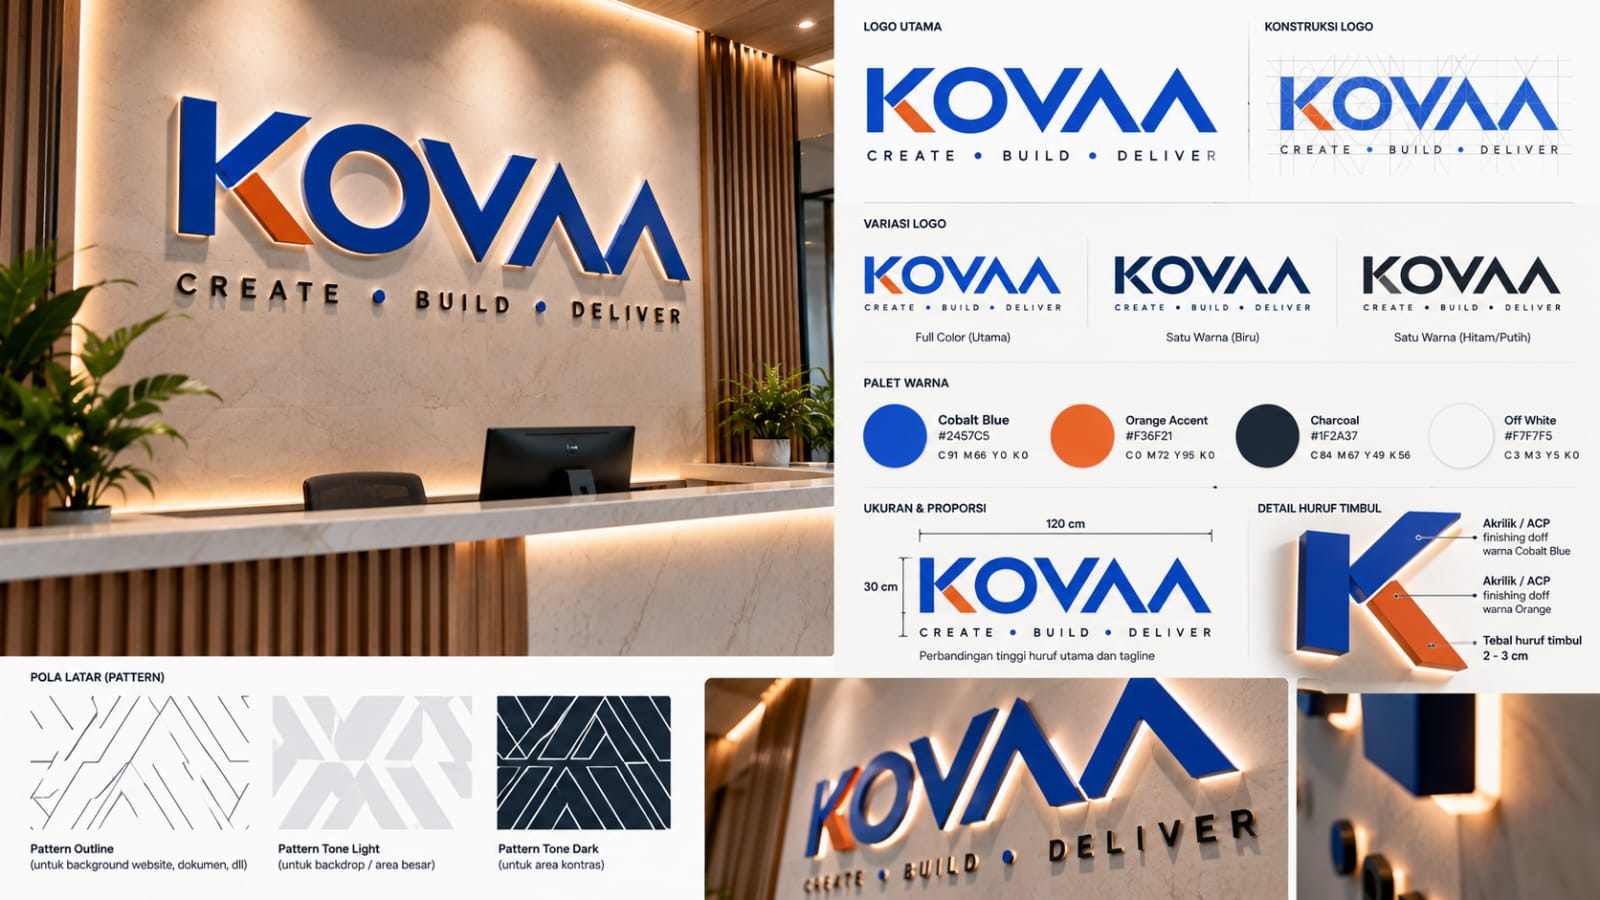 KOVAA
CREATE • BUILD • DELIVER
LOGO UTAMA
KOVAA
CREATE • BUILD • DELIVER
KONSTRUKSI LOGO
KOVAA
CREATE • BUILD • DELIVER
VARIASI LOGO
KOVAA
CREATE • BUILD • DELIVER
Full Color (Utama)
KOVAA
CREATE • BUILD • DELIVER
Satu Warna (Biru)
KOVAA
CREATE • BUILD • DELIVER
Satu Warna (Hitam/Putih)
PALET WARNA
Cobalt Blue
#2457C5
C91 M66 Y0 K0
Orange Accent
#F36F21
C0 M72 Y95 K0
Charcoal
#1F2A37
C84 M67 Y49 K56
Off White
#F7F7F5
C3 M3 Y5 K0
UKURAN & PROPORSI
120 cm
30 cm
KOVAA
CREATE • BUILD • DELIVER
Perbandingan tinggi huruf utama dan tagline
DETAIL HURUF TIMBUL
K
Akrilik / ACP
finishing doff
warna Cobalt Blue
Akrilik / ACP
finishing doff
warna Orange
Tebal huruf timbul
2 - 3 cm
POLA LATAR (PATTERN)
Pattern Outline
(untuk background website, dokumen, dll)
Pattern Tone Light
(untuk backdrop / area besar)
Pattern Tone Dark
(untuk area kontras)
KOVAA
CREATE • BUILD • DELIVER